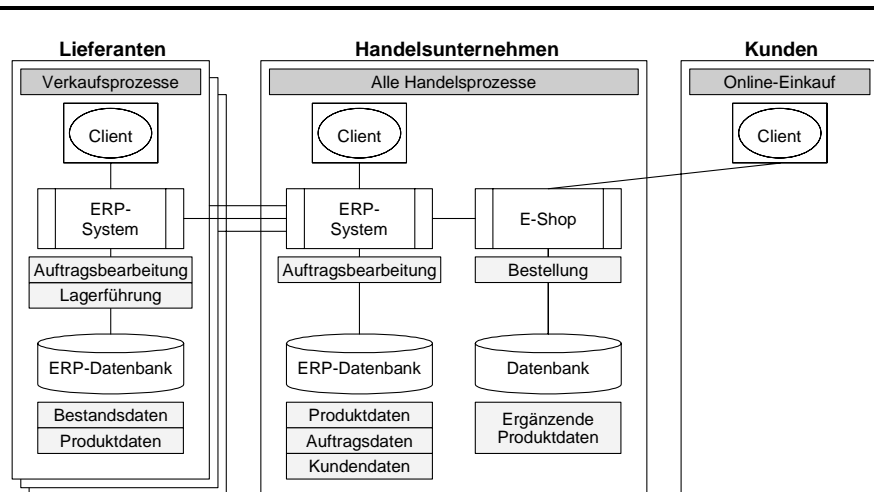 Lieferanten
Verkaufsprozesse
Client
ERP-
System
Auftragsbearbeitung
Lagerführung
ERP-Datenbank
Bestandsdaten
Produktdaten
Handelsunternehmen
Alle Handelsprozesse
Client
ERP-
System
Auftragsbearbeitung
ERP-Datenbank
Produktdaten
Auftragsdaten
Kundendaten
E-Shop
Bestellung
Datenbank
Ergänzende
Produktdaten
Kunden
Online-Einkauf
Client